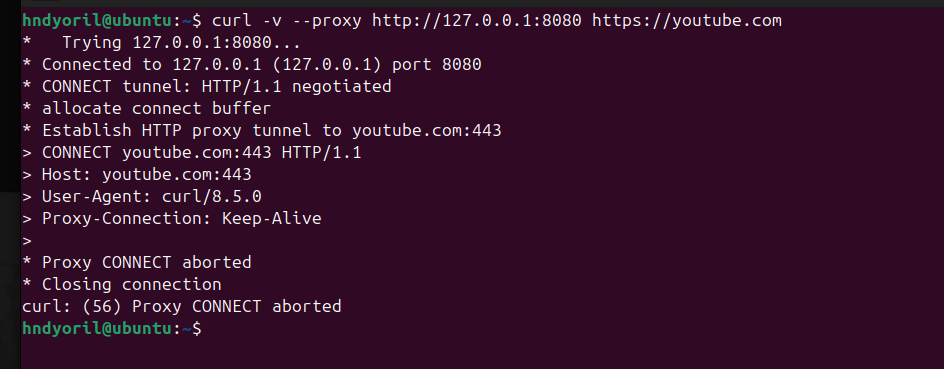 hndyoril@ubuntu:~$ curl -v --proxy http://127.0.0.1:8080 https://youtube.com
*   Trying 127.0.0.1:8080...
* Connected to 127.0.0.1 (127.0.0.1) port 8080
* CONNECT tunnel: HTTP/1.1 negotiated
* allocate connect buffer
* Establish HTTP proxy tunnel to youtube.com:443
> CONNECT youtube.com:443 HTTP/1.1
> Host: youtube.com:443
> User-Agent: curl/8.5.0
> Proxy-Connection: Keep-Alive
>
* Proxy CONNECT aborted
* Closing connection
curl: (56) Proxy CONNECT aborted
hndyoril@ubuntu:~$